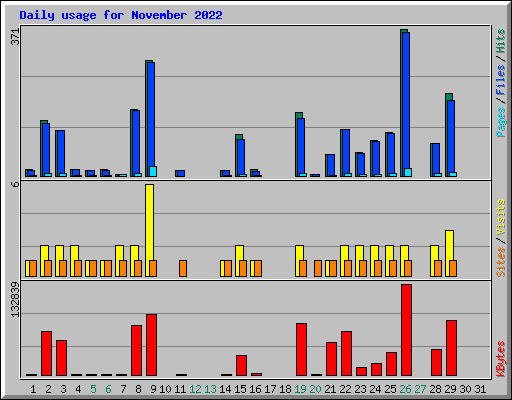 Daily usage for November 2022
371
Pages / Files / Hits
6
Sites / Visits
132839
KBytes
1 2 3 4 5 6 7 8 9 10 11 12 13 14 15 16 17 18 19 20 21 22 23 24 25 26 27 28 29 30 31